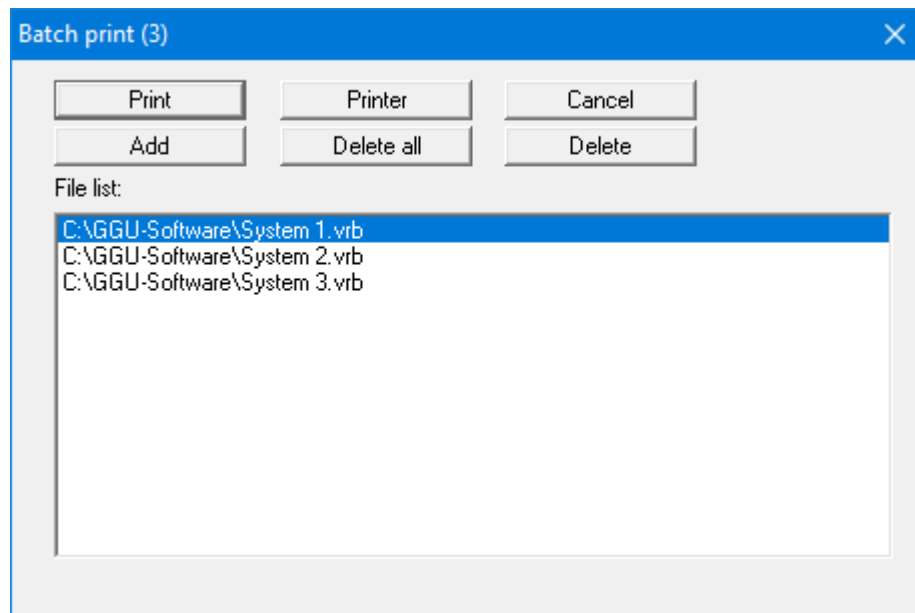 Batch print (3)
Print Printer Cancel
Add Delete all Delete
File list:
C:\GGU-Software\System 1.vrb
C:\GGU-Software\System 2.vrb
C:\GGU-Software\System 3.vrb